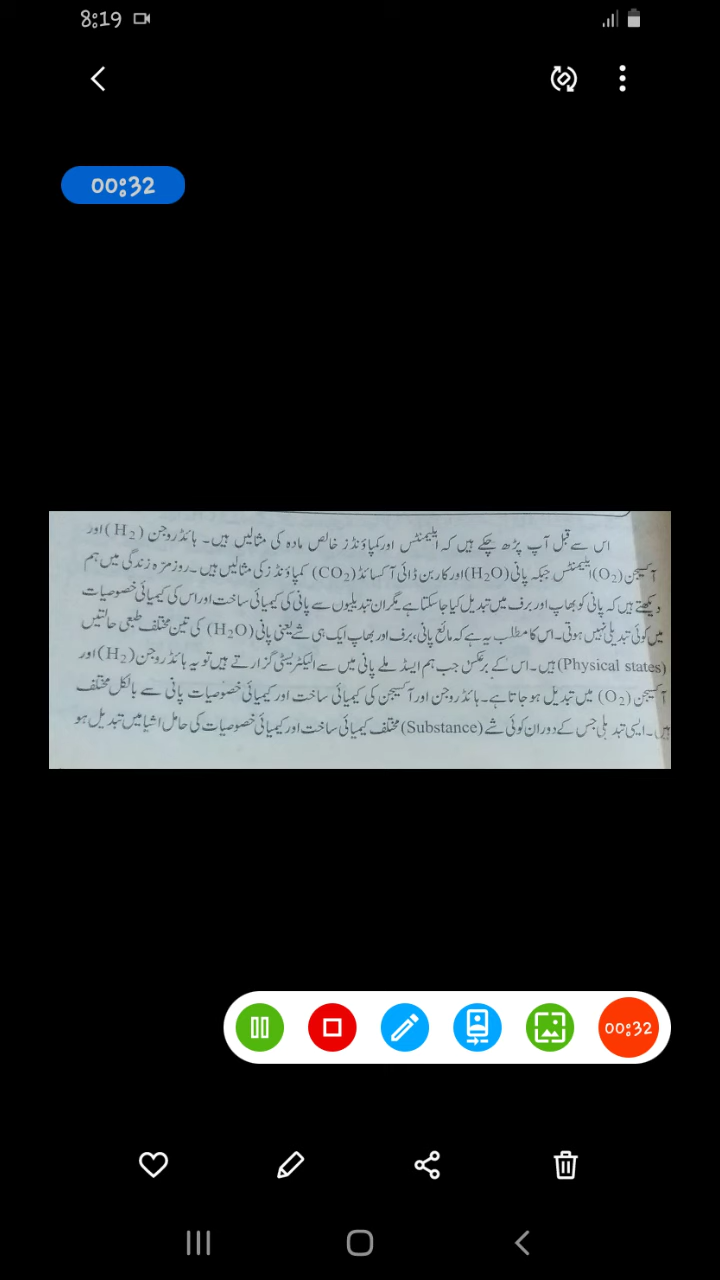 8:19
00:32
اس سے قبل آپ پڑھ چکے ہیں کہ ایلیمنٹس اور کمپاؤنڈز خالص مادہ کی مثالیں ہیں۔ ہائڈروجن (H2) اور
آکسیجن (O2) ایلیمنٹس جبکہ پانی (H2O) اور کاربن ڈائی آکسائڈ (CO2) کمپاؤنڈز کی مثالیں ہیں۔ روزمرہ زندگی میں ہم
دیکھتے ہیں کہ پانی کو بھاپ اور برف میں تبدیل کیا جا سکتا ہے مگر ان تبدیلیوں سے پانی کی کیمیائی ساخت اور اس کی کیمیائی خصوصیات
میں کوئی تبدیلی نہیں ہوتی۔ اس کا مطلب یہ ہے کہ مائع پانی، برف اور بھاپ ایک ہی شے یعنی پانی (H2O) کی تین مختلف طبعی حالتیں
(Physical states) ہیں۔ اس کے برعکس جب ہم ایسڈ ملے پانی میں سے الیکٹریسٹی گزارتے ہیں تو یہ ہائڈروجن (H2) اور
آکسیجن (O2) میں تبدیل ہو جاتا ہے۔ ہائڈروجن اور آکسیجن کی کیمیائی ساخت اور کیمیائی خصوصیات پانی سے بالکل مختلف
ہیں۔ ایسی تبدیلی جس کے دوران کوئی شے (Substance) مختلف کیمیائی ساخت اور کیمیائی خصوصیات کی حامل اشیا میں تبدیل ہو
00:32